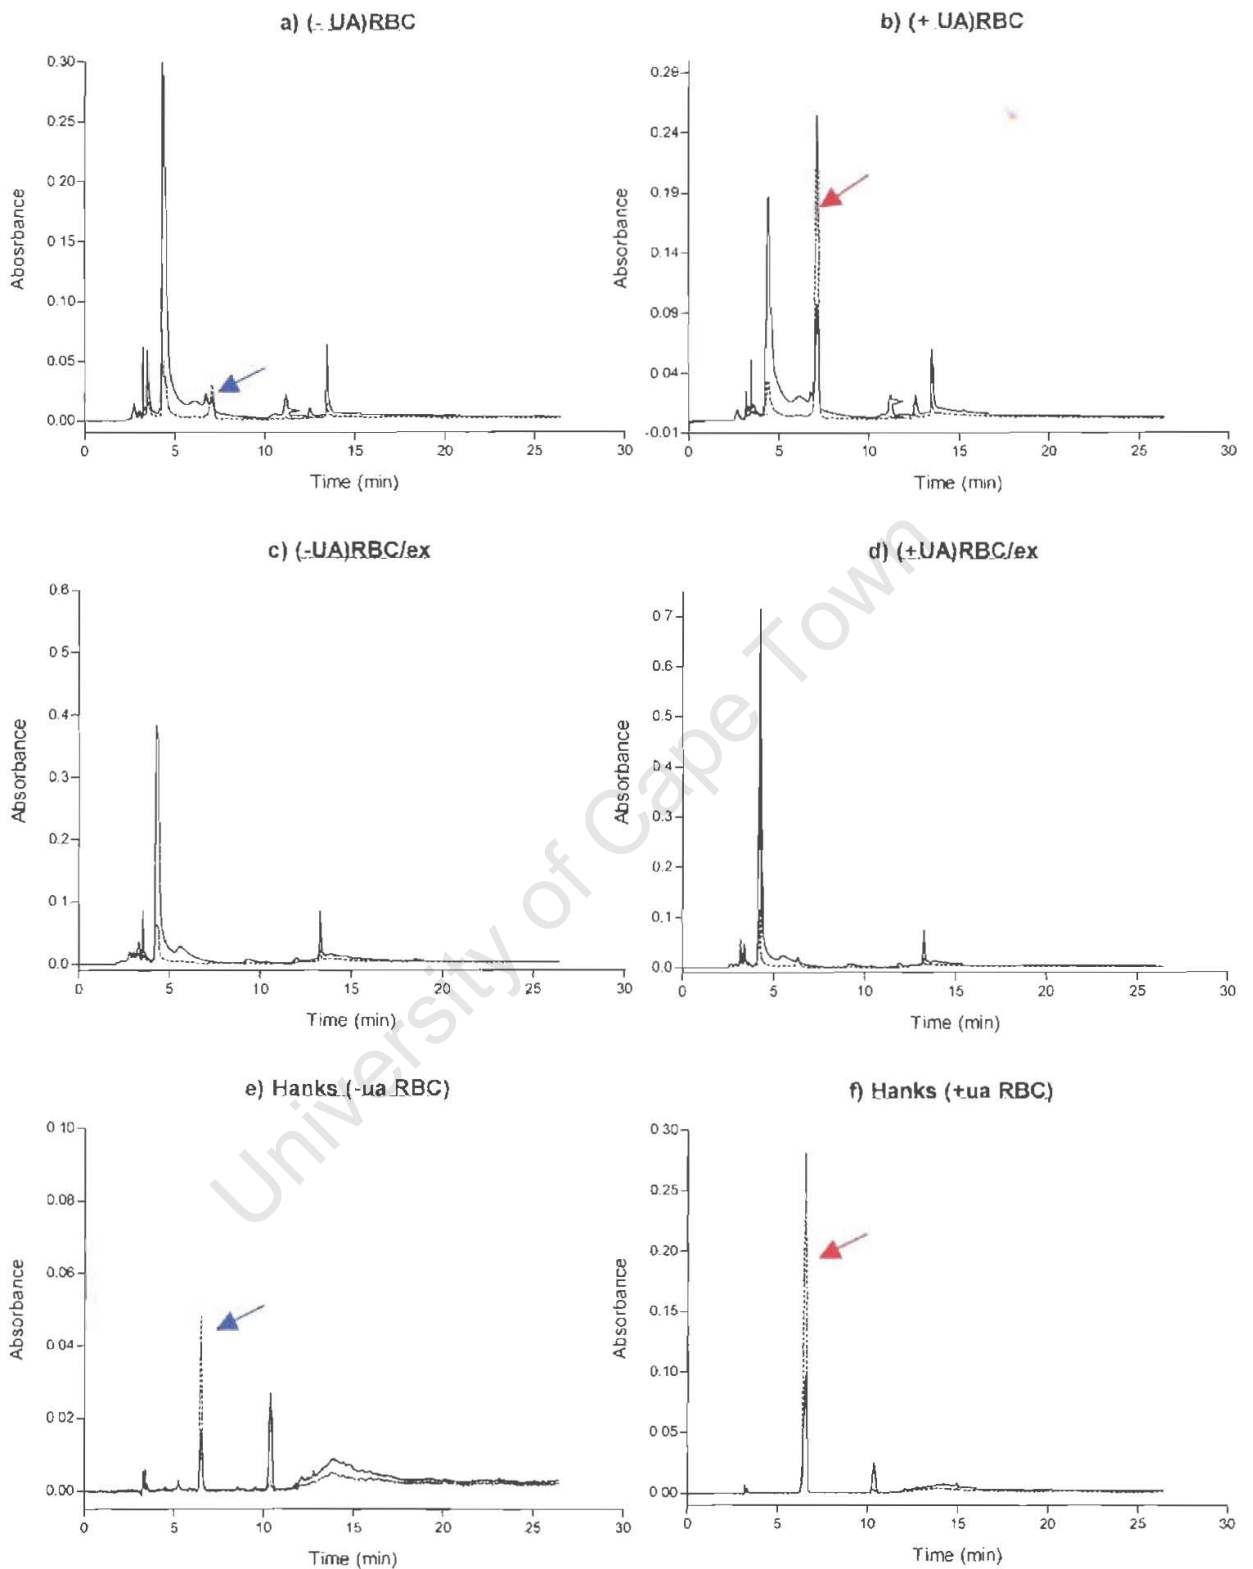 a) (- UA)RBC
0.30
0.25
0.20
0.15
0.10
0.05
0.00
Abosrbance
0 5 10 15 20 25 30
Time (min)
b) (+ UA)RBC
0.29
0.24
0.19
0.14
0.09
0.04
-0.01
Absorbance
0 5 10 15 20 25 30
Time (min)
c) (-UA)RBC/ex
0.6
0.5
0.4
0.3
0.2
0.1
0.0
Absorbance
0 5 10 15 20 25 30
Time (min)
d) (+UA)RBC/ex
0.7
0.6
0.5
0.4
0.3
0.2
0.1
0.0
Absorbance
0 5 10 15 20 25 30
Time (min)
e) Hanks (-ua RBC)
0.10
0.08
0.06
0.04
0.02
0.00
Absorbance
0 5 10 15 20 25 30
Time (min)
f) Hanks (+ua RBC)
0.30
0.25
0.20
0.15
0.10
0.05
0.00
Absorbance
0 5 10 15 20 25 30
Time (min)
University of Cape Town